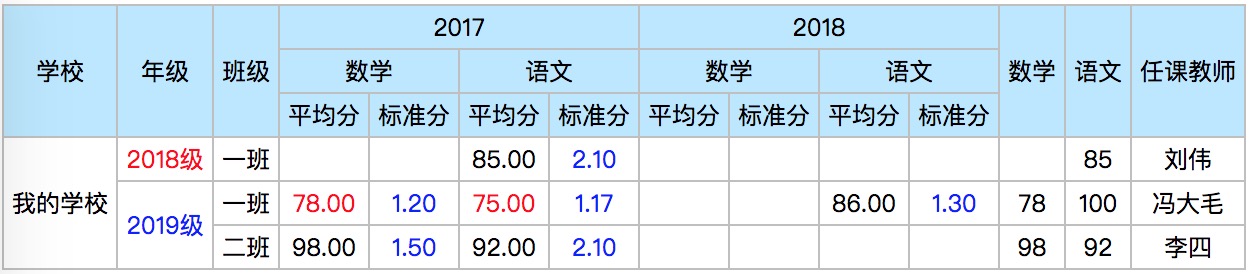 2017 2018
学校 年级 班级 数学 语文 数学 语文 数学 语文 任课教师
平均分 标准分 平均分 标准分 平均分 标准分 平均分 标准分
2018级 一班 85.00 2.10 85 刘伟
我的学校 一班 78.00 1.20 75.00 1.17 86.00 1.30 78 100 冯大毛
2019级
二班 98.00 1.50 92.00 2.10 98 92 李四